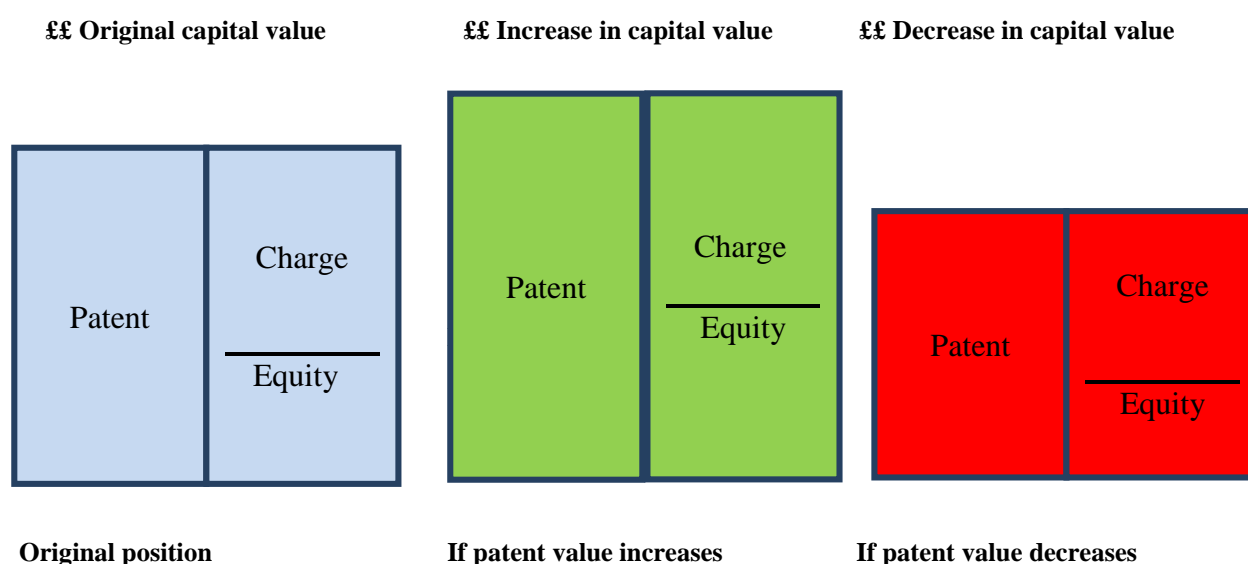 ££ Original capital value
££ Increase in capital value
££ Decrease in capital value
Patent
Charge
Equity
Patent
Charge
Equity
Patent
Charge
Equity
Original position
If patent value increases
If patent value decreases